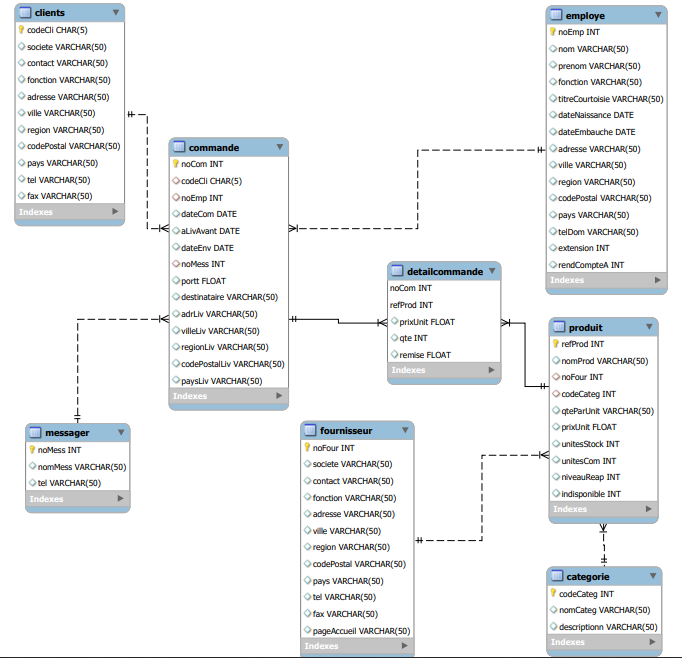 clients
codeCli CHAR(5)
societe VARCHAR(50)
contact VARCHAR(50)
fonction VARCHAR(50)
adresse VARCHAR(50)
ville VARCHAR(50)
region VARCHAR(50)
codePostal VARCHAR(50)
pays VARCHAR(50)
tel VARCHAR(50)
fax VARCHAR(50)
Indexes
employe
noEmp INT
nom VARCHAR(50)
prenom VARCHAR(50)
fonction VARCHAR(50)
titreCourtoisie VARCHAR(50)
dateNaissance DATE
dateEmbauche DATE
adresse VARCHAR(50)
ville VARCHAR(50)
region VARCHAR(50)
codePostal VARCHAR(50)
pays VARCHAR(50)
telDom VARCHAR(50)
extension INT
rendCompteA INT
Indexes
commande
noCom INT
codeCli CHAR(5)
noEmp INT
dateCom DATE
aLivAvant DATE
dateEnv DATE
noMess INT
portt FLOAT
destinataire VARCHAR(50)
adrLiv VARCHAR(50)
villeLiv VARCHAR(50)
regionLiv VARCHAR(50)
codePostalLiv VARCHAR(50)
paysLiv VARCHAR(50)
Indexes
detailcommande
noCom INT
refProd INT
prixUnit FLOAT
qte INT
remise FLOAT
Indexes
produit
refProd INT
nomProd VARCHAR(50)
noFour INT
codeCateg INT
qteParUnit VARCHAR(50)
prixUnit FLOAT
unitesStock INT
unitesCom INT
niveauReap INT
indisponible INT
Indexes
messager
noMess INT
nomMess VARCHAR(50)
tel VARCHAR(50)
Indexes
fournisseur
noFour INT
societe VARCHAR(50)
contact VARCHAR(50)
fonction VARCHAR(50)
adresse VARCHAR(50)
ville VARCHAR(50)
region VARCHAR(50)
codePostal VARCHAR(50)
pays VARCHAR(50)
tel VARCHAR(50)
fax VARCHAR(50)
pageAccueil VARCHAR(50)
Indexes
categorie
codeCateg INT
nomCateg VARCHAR(50)
descriptionn VARCHAR(50)
Indexes